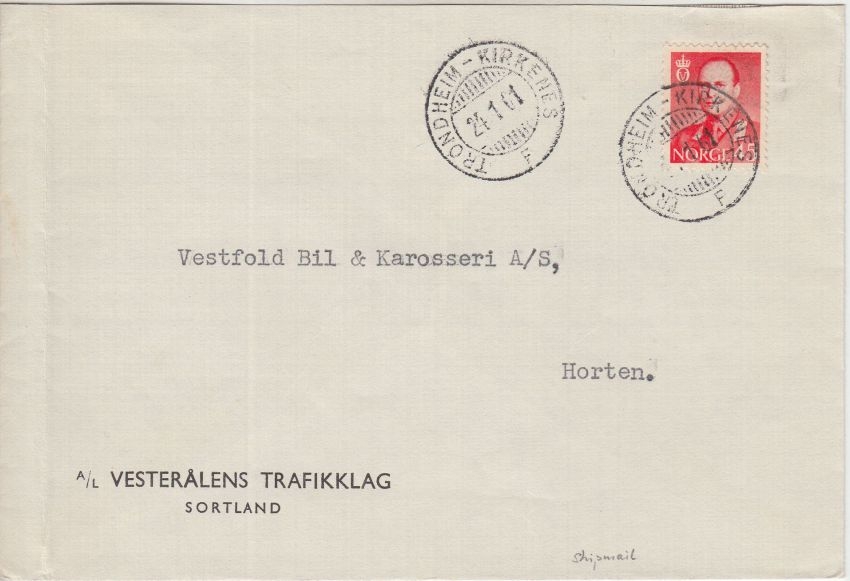 TRONDHEIM - KIRKENES
24.1.61
F
TRONDHEIM - KIRKENES
F
NORGE 45
Vestfold Bil & Karosseri A/S,
Horten.
A/L VESTERÅLENS TRAFIKKLAG
SORTLAND
Shipmail